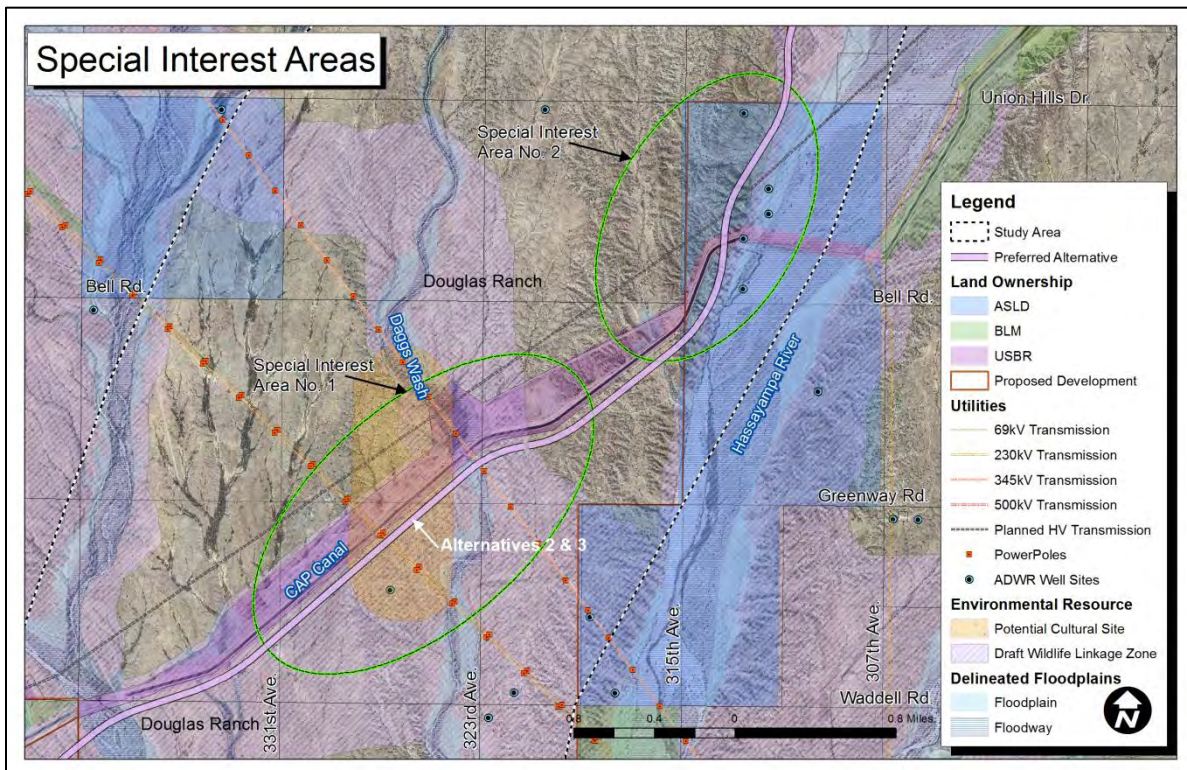 Special Interest Areas
Union Hills Dr.
Special Interest
Area No. 2
Douglas Ranch
Bell Rd.
Bell Rd.
Daggs Wash
Special Interest
Area No. 1
Hassayampa River
Greenway Rd.
Alternatives 2 & 3
CAP Canal
331st Ave.
323rd Ave.
315th Ave.
307th Ave.
Waddell Rd.
Douglas Ranch
0.8 0.4 0 0.8 Miles
Legend
Study Area
Preferred Alternative
Land Ownership
ASLD
BLM
USBR
Proposed Development
Utilities
69kV Transmission
230kV Transmission
345kV Transmission
500kV Transmission
Planned HV Transmission
PowerPoles
ADWR Well Sites
Environmental Resource
Potential Cultural Site
Draft Wildlife Linkage Zone
Delineated Floodplains
Floodplain
Floodway
N